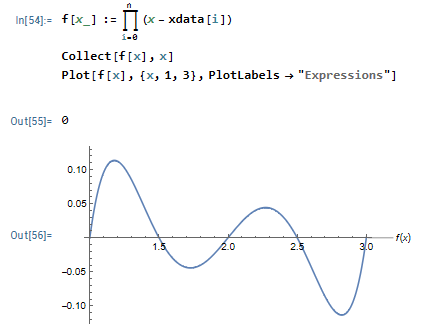 n
In[54]:= f[x_] := ∏ (x - xdata[i])
i=0
Collect[f[x], x]
Plot[f[x], {x, 1, 3}, PlotLabels → "Expressions"]
Out[55]= 0
0.10
0.05
Out[56]=
1.5 2.0 2.5 3.0 f(x)
-0.05
-0.10